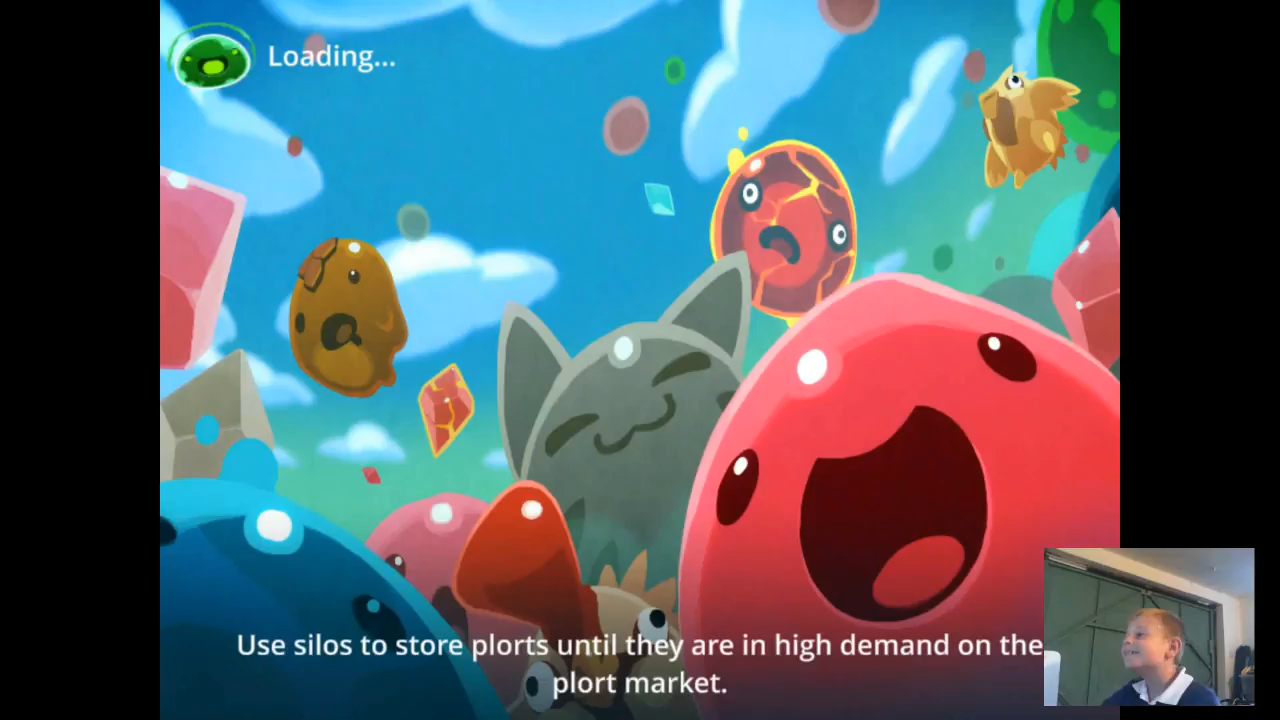 Loading...
Use silos to store plorts until they are in high demand on the
plort market.